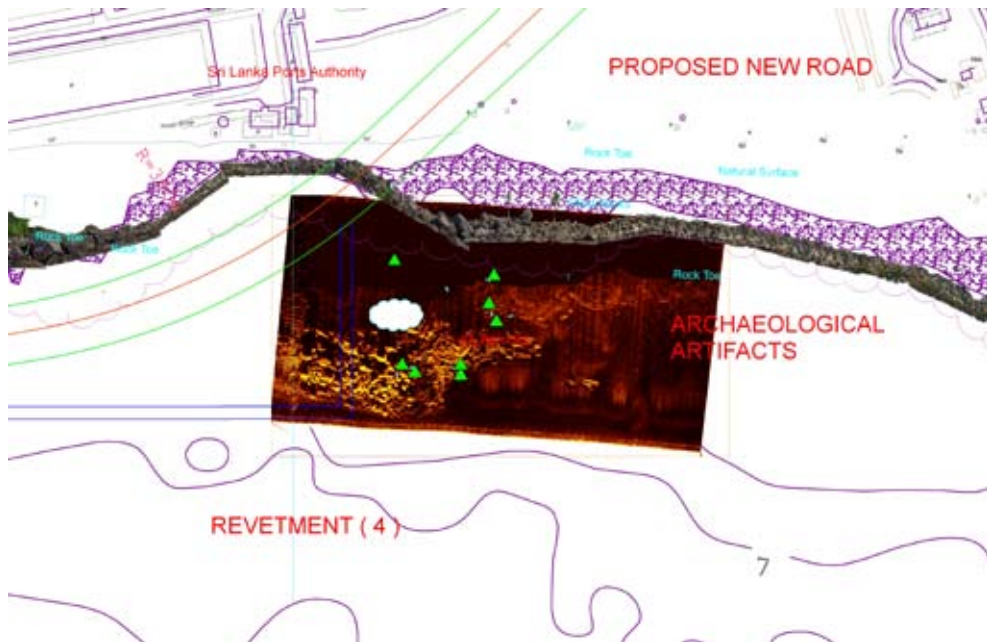 Sri Lanka Ports Authority
PROPOSED NEW ROAD
Rock Toe
Natural Surface
Rock Toe
Rock Toe
Rock Toe
ARCHAEOLOGICAL
ARTIFACTS
REVETMENT ( 4 )
7